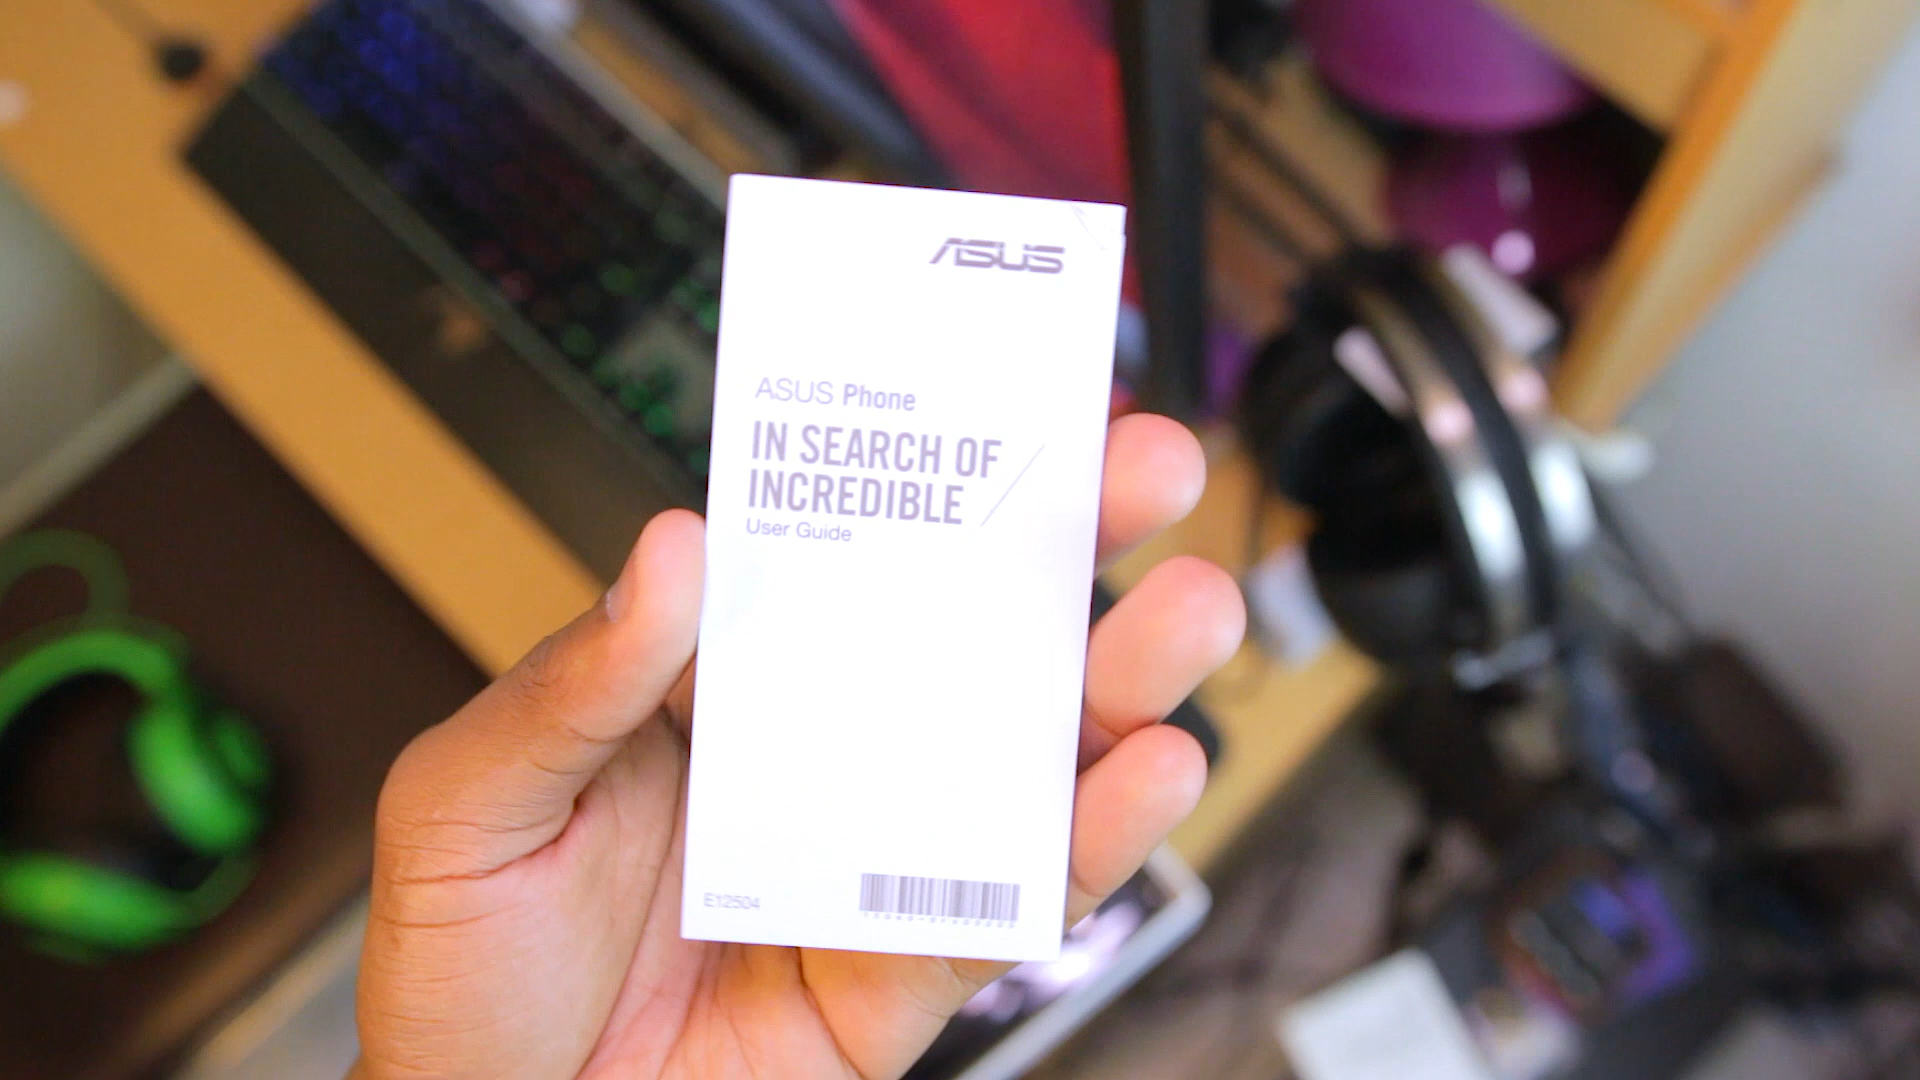 ASUS
ASUS Phone
IN SEARCH OF
INCREDIBLE
User Guide
E12504